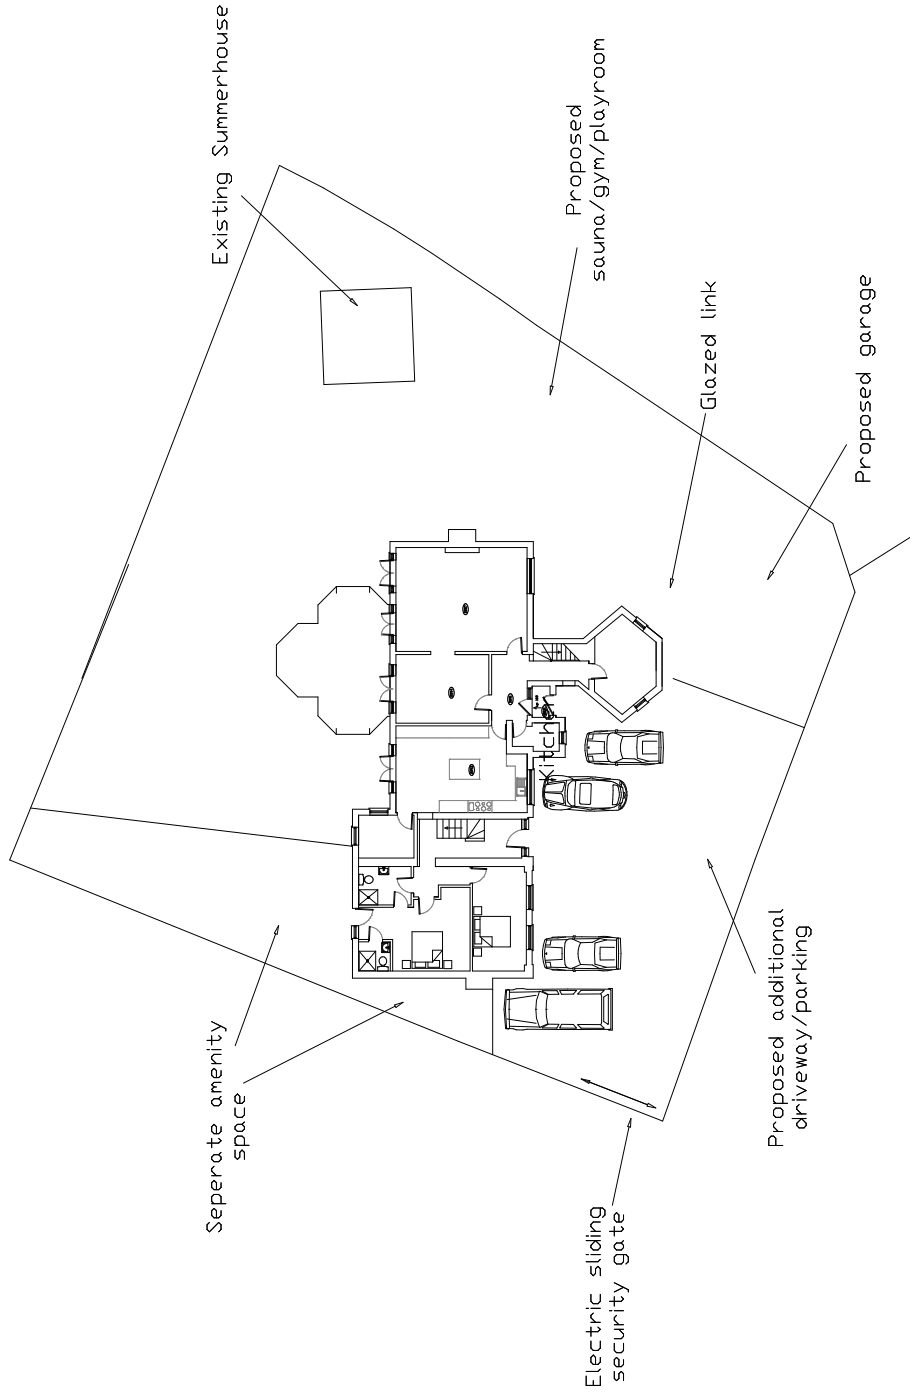 Existing Summerhouse
Proposed
sauna/gym/playroom
Glazed link
Proposed garage
Kitch
Seperate amenity
space
Proposed additional
driveway/parking
Electric sliding
security gate